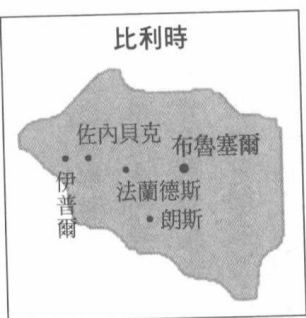 比利時
佐內貝克
布魯塞爾
伊普爾
法蘭德斯
朗斯